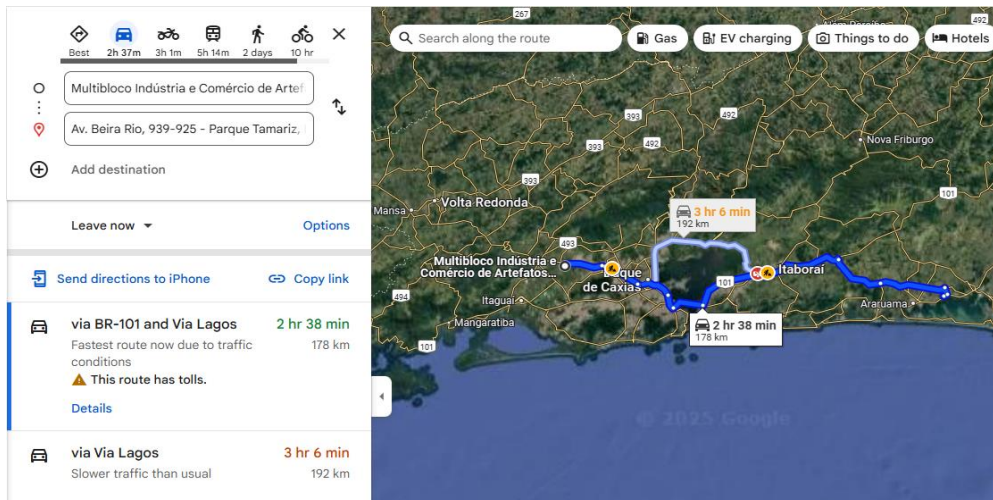 Best
2h 37m
3h 1m
5h 14m
2 days
10 hr
Multibloco Indústria e Comércio de Artef
Av. Beira Rio, 939-925 - Parque Tamariz,
Add destination
Leave now
Options
Send directions to iPhone
Copy link
via BR-101 and Via Lagos
2 hr 38 min
Fastest route now due to traffic
178 km
conditions
This route has tolls.
Details
via Via Lagos
3 hr 6 min
Slower traffic than usual
192 km
Search along the route
Gas
EV charging
Things to do
Hotels
267
492
393
492
393
492
Nova Friburgo
393
101
Mansa
Volta Redonda
3 hr 6 min
192 km
493
Multibloco Indústria e
Comércio de Artefatos...
Duque
de Caxias
101
Itaboraí
494
Itaguaí
Araruama
Mangaratiba
2 hr 38 min
178 km
101
© 2025 Google